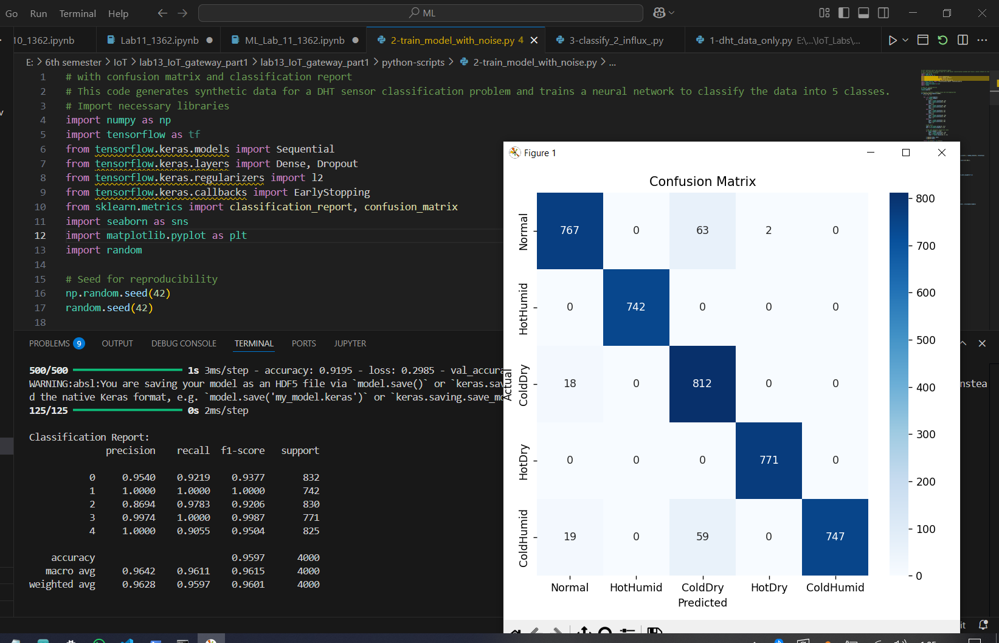 Go Run Terminal Help ML
10_1362.ipynb Lab11_1362.ipynb ML_Lab_11_1362.ipynb 2-train_model_with_noise.py 4 3-classify_2_influx_.py 1-dht_data_only.py E:\...\IoT_Labs\...
E: > 6th semester > IoT > lab13_IoT_gateway_part1 > lab13_IoT_gateway_part1 > python-scripts > 2-train_model_with_noise.py > ...
1 # with confusion matrix and classification report
2 # This code generates synthetic data for a DHT sensor classification problem and trains a neural network to classify the data into 5 classes.
3 # Import necessary libraries
4 import numpy as np
5 import tensorflow as tf
6 from tensorflow.keras.models import Sequential
7 from tensorflow.keras.layers import Dense, Dropout
8 from tensorflow.keras.regularizers import l2
9 from tensorflow.keras.callbacks import EarlyStopping
10 from sklearn.metrics import classification_report, confusion_matrix
11 import seaborn as sns
12 import matplotlib.pyplot as plt
13 import random
14
15 # Seed for reproducibility
16 np.random.seed(42)
17 random.seed(42)
18
PROBLEMS 9 OUTPUT DEBUG CONSOLE TERMINAL PORTS JUPYTER
500/500 1s 3ms/step - accuracy: 0.9195 - loss: 0.2985 - val_accura
WARNING:absl:You are saving your model as an HDF5 file via `model.save()` or `keras.sav nstea
d the native Keras format, e.g. `model.save('my_model.keras')` or `keras.saving.save_mo
125/125 0s 2ms/step
Classification Report:
precision recall f1-score support
0 0.9540 0.9219 0.9377 832
1 1.0000 1.0000 1.0000 742
2 0.8694 0.9783 0.9206 830
3 0.9974 1.0000 0.9987 771
4 1.0000 0.9055 0.9504 825
accuracy 0.9597 4000
macro avg 0.9642 0.9611 0.9615 4000
weighted avg 0.9628 0.9597 0.9601 4000
Figure 1
Confusion Matrix
Actual
Normal 767 0 63 2 0
HotHumid 0 742 0 0 0
ColdDry 18 0 812 0 0
HotDry 0 0 0 771 0
ColdHumid 19 0 59 0 747
Normal HotHumid ColdDry HotDry ColdHumid
Predicted
800
700
600
500
400
300
200
100
0